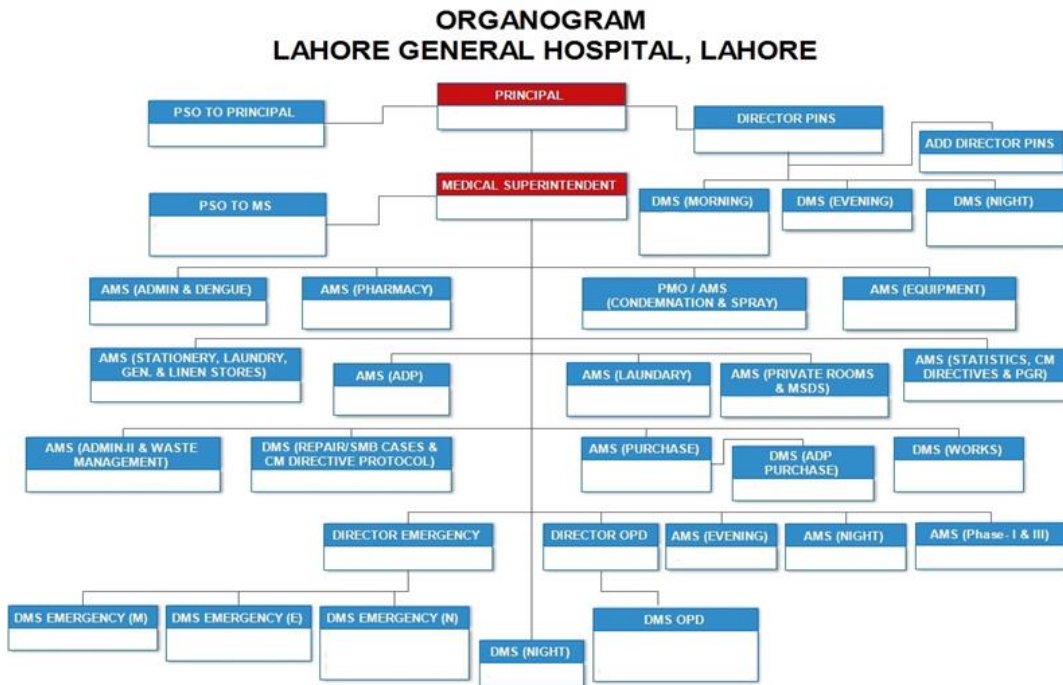 ORGANOGRAM
LAHORE GENERAL HOSPITAL, LAHORE
PRINCIPAL
PSO TO PRINCIPAL
DIRECTOR PINS
ADD DIRECTOR PINS
MEDICAL SUPERINTENDENT
PSO TO MS
DMS (MORNING)
DMS (EVENING)
DMS (NIGHT)
AMS (ADMIN & DENGUE)
AMS (PHARMACY)
PMO / AMS
(CONDEMNATION & SPRAY)
AMS (EQUIPMENT)
AMS (STATIONERY, LAUNDRY,
GEN. & LINEN STORES)
AMS (ADP)
AMS (LAUNDARY)
AMS (PRIVATE ROOMS
& MSDS)
AMS (STATISTICS, CM
DIRECTIVES & PGR)
AMS (ADMIN-II & WASTE
MANAGEMENT)
DMS (REPAIR/SMB CASES &
CM DIRECTIVE PROTOCOL)
AMS (PURCHASE)
DMS (ADP
PURCHASE)
DMS (WORKS)
DIRECTOR EMERGENCY
DIRECTOR OPD
AMS (EVENING)
AMS (NIGHT)
AMS (Phase- I & III)
DMS EMERGENCY (M)
DMS EMERGENCY (E)
DMS EMERGENCY (N)
DMS OPD
DMS (NIGHT)